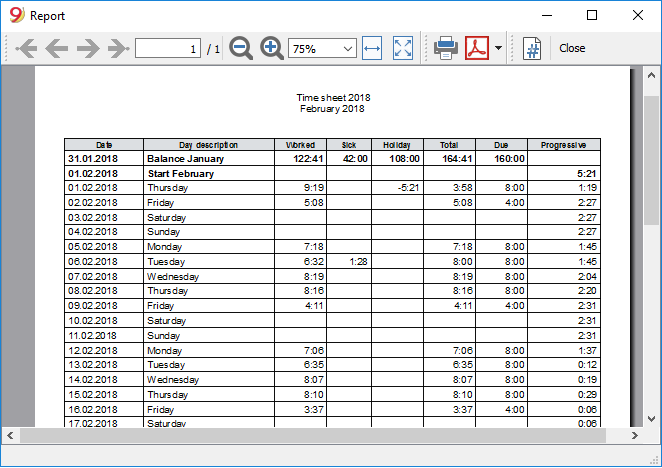 9 Report
1 / 1 75% # Close
Time sheet 2018
February 2018
Date Day description Worked Sick Holiday Total Due Progressive
31.01.2018 Balance January 122:41 42:00 108:00 164:41 160:00
01.02.2018 Start February 5:21
01.02.2018 Thursday 9:19 -5:21 3:58 8:00 1:19
02.02.2018 Friday 5:08 5:08 4:00 2:27
03.02.2018 Saturday 2:27
04.02.2018 Sunday 2:27
05.02.2018 Monday 7:18 7:18 8:00 1:45
06.02.2018 Tuesday 6:32 1:28 8:00 8:00 1:45
07.02.2018 Wednesday 8:19 8:19 8:00 2:04
08.02.2018 Thursday 8:16 8:16 8:00 2:20
09.02.2018 Friday 4:11 4:11 4:00 2:31
10.02.2018 Saturday 2:31
11.02.2018 Sunday 2:31
12.02.2018 Monday 7:06 7:06 8:00 1:37
13.02.2018 Tuesday 6:35 6:35 8:00 0:12
14.02.2018 Wednesday 8:07 8:07 8:00 0:19
15.02.2018 Thursday 8:10 8:10 8:00 0:29
16.02.2018 Friday 3:37 3:37 4:00 0:06
17.02.2018 Saturday 0:06